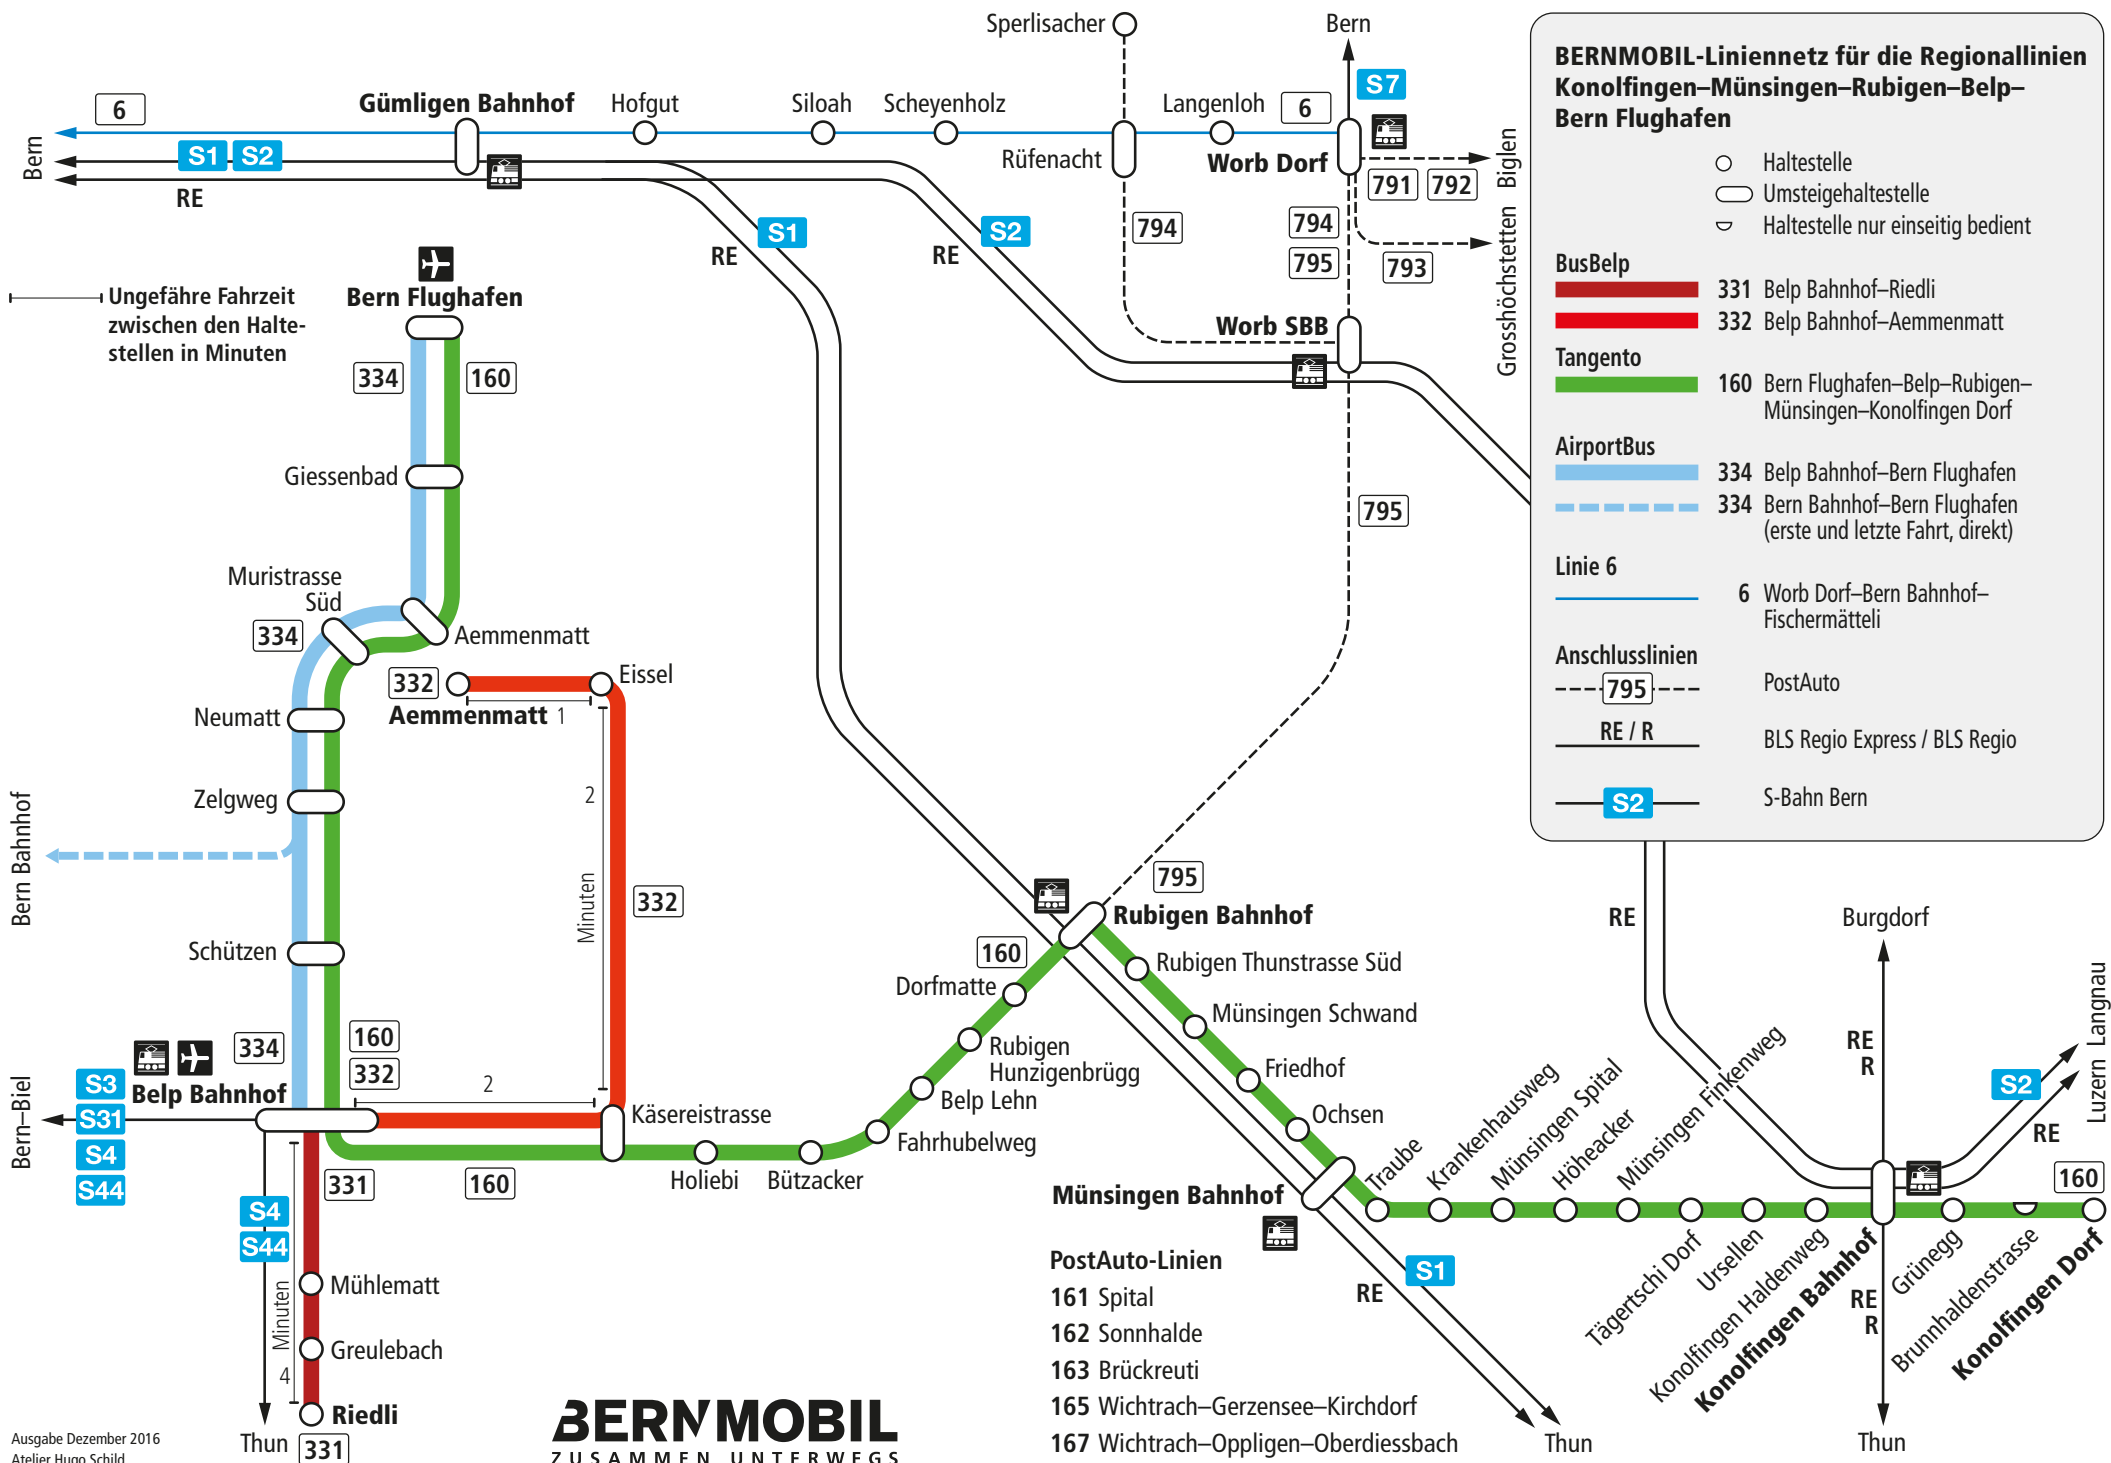 Sperlisacher
Bern
S7
6
Gümligen Bahnhof
Hofgut
Siloah
Scheyenholz
Langenloh
6
Bern
S1 S2
RE
Rüfenacht
Worb Dorf
791 792
Biglen
794
794
795
793
Grosshöchstetten
S1
RE
S2
RE
Worb SBB
795
795
Ungefähre Fahrzeit
zwischen den Halte-
stellen in Minuten
Bern Flughafen
334
160
Giessenbad
Muristrasse
Süd
334
Aemmenmatt
332
Eissel
Aemmenmatt
1
2
Minuten
332
Neumatt
Zelgweg
Bern Bahnhof
Schützen
334
160
332
2
Belp Bahnhof
S3
S31
S4
S44
Bern–Biel
S4
S44
331
160
Käsereistrasse
Holiebi
Bützacker
Fahrhubelweg
Belp Lehn
Rubigen
Hunzigenbrügg
Dorfmatte
160
Rubigen Bahnhof
Rubigen Thunstrasse Süd
Münsingen Schwand
Friedhof
Ochsen
Münsingen Bahnhof
Traube
Krankenhausweg
Münsingen Spital
Höheacker
Münsingen Finkenweg
Tägertschi Dorf
Ursellen
Konolfingen Haldenweg
Konolfingen Bahnhof
Grünegg
Brunnhaldenstrasse
Konolfingen Dorf
160
RE
Burgdorf
RE
R
S2
RE
Luzern Langnau
RE
R
Thun
S1
RE
Thun
Minuten
4
Mühlematt
Greulebach
Riedli
331
Thun
PostAuto-Linien
161 Spital
162 Sonnhalde
163 Brückreuti
165 Wichtrach–Gerzensee–Kirchdorf
167 Wichtrach–Oppligen–Oberdiessbach
BERNMOBIL
ZUSAMMEN UNTERWEGS
Ausgabe Dezember 2016
Atelier Hugo Schild
BERNMOBIL-Liniennetz für die Regionallinien
Konolfingen–Münsingen–Rubigen–Belp–
Bern Flughafen
Haltestelle
Umsteigehaltestelle
Haltestelle nur einseitig bedient
BusBelp
331 Belp Bahnhof–Riedli
332 Belp Bahnhof–Aemmenmatt
Tangento
160 Bern Flughafen–Belp–Rubigen–
Münsingen–Konolfingen Dorf
AirportBus
334 Belp Bahnhof–Bern Flughafen
334 Bern Bahnhof–Bern Flughafen
(erste und letzte Fahrt, direkt)
Linie 6
6 Worb Dorf–Bern Bahnhof–
Fischermätteli
Anschlusslinien
795 PostAuto
RE / R BLS Regio Express / BLS Regio
S2 S-Bahn Bern